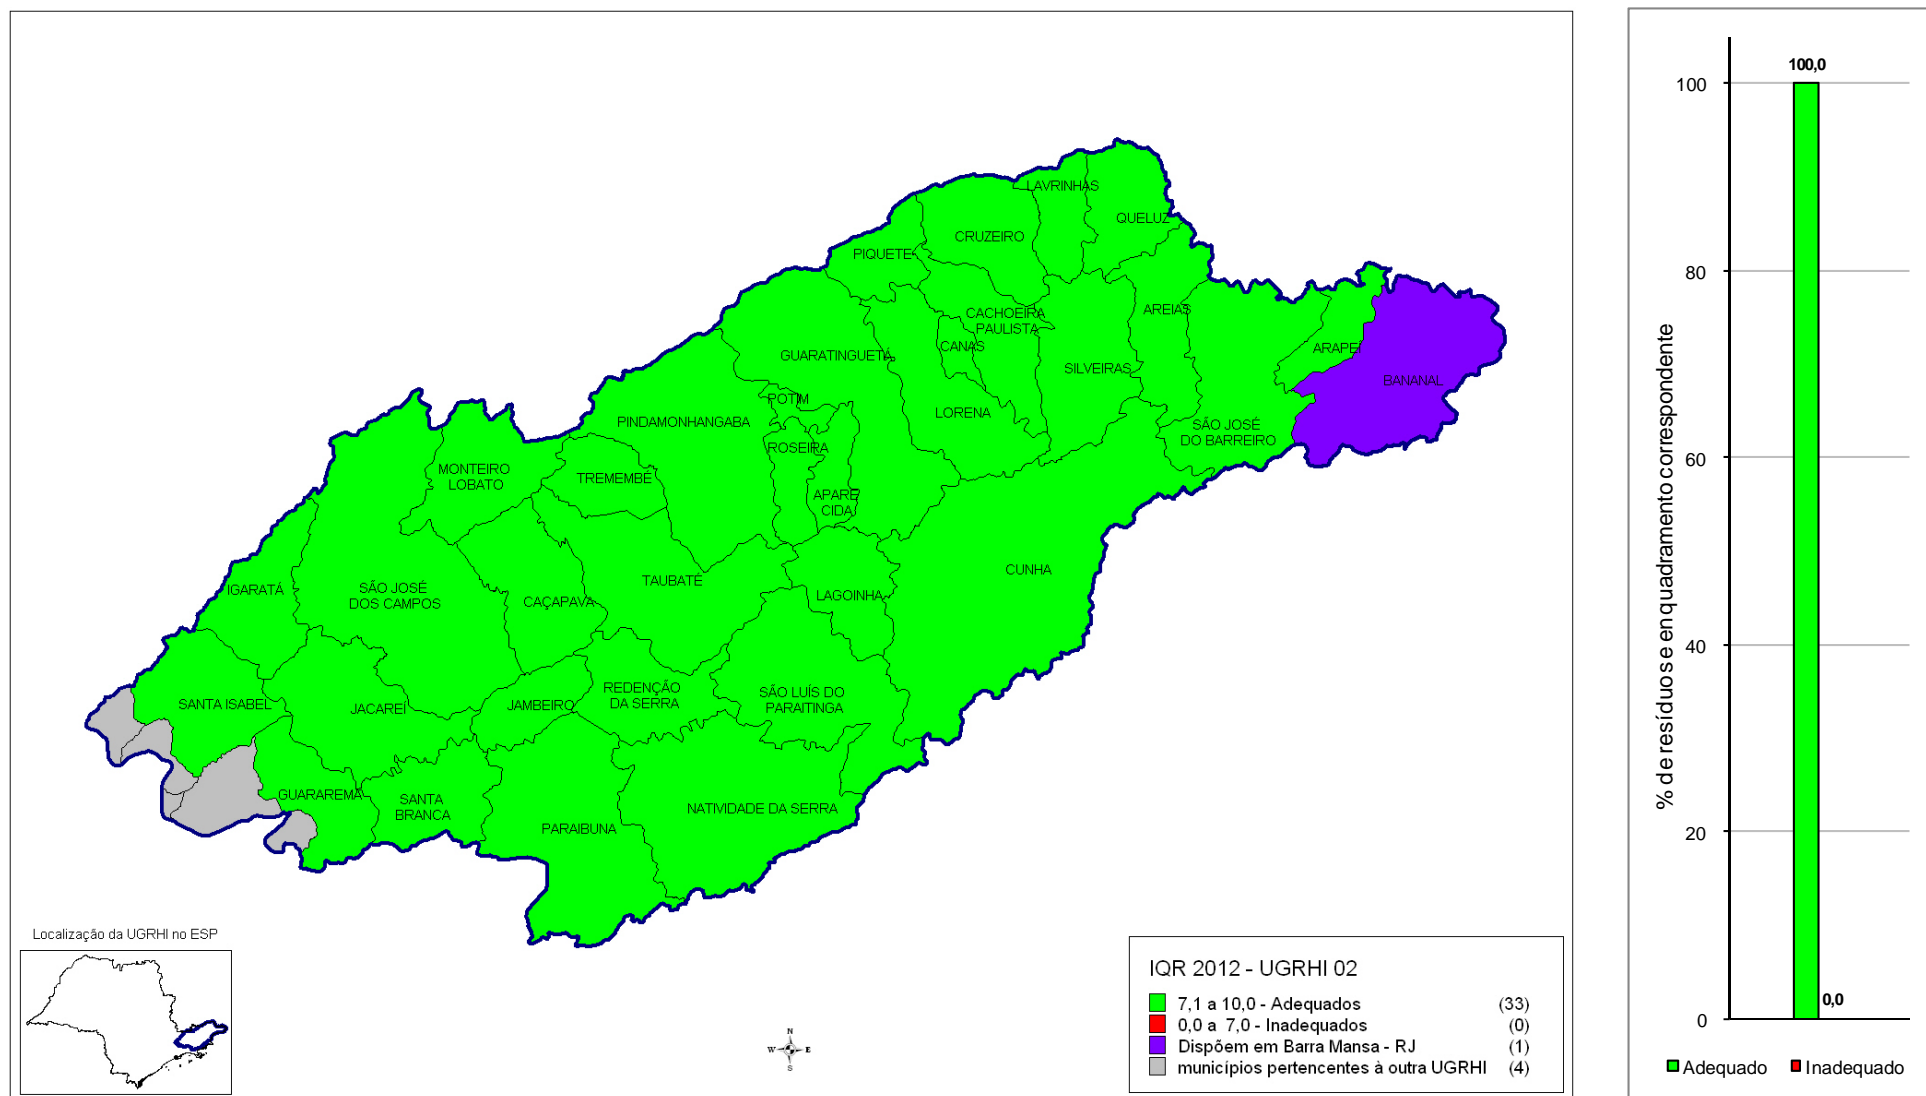 LAVRINHAS
QUELUZ
CRUZEIRO
PIQUETE
CACHOEIRA
PAULISTA
AREIAS
CANAS
GUARATINGUETÁ
ARAPEÍ
SILVEIRAS
BANANAL
POTIM
LORENA
PINDAMONHANGABA
SÃO JOSÉ
DO BARREIRO
ROSEIRA
MONTEIRO
LOBATO
TREMEMBÉ
APARE
CIDA
CUNHA
TAUBATÉ
IGARATÁ
SÃO JOSÉ
DOS CAMPOS
CAÇAPAVA
LAGOINHA
REDENÇÃO
DA SERRA
SÃO LUÍS DO
PARAITINGA
SANTA ISABEL
JACAREÍ
JAMBEIRO
GUARAREMA
SANTA
BRANCA
NATIVIDADE DA SERRA
PARAIBUNA
Localização da UGRHI no ESP
N
W E
S
IQR 2012 - UGRHI 02
7,1 a 10,0 - Adequados (33)
0,0 a 7,0 - Inadequados (0)
Dispõem em Barra Mansa - RJ (1)
municípios pertencentes à outra UGRHI (4)
% de resíduos e enquadramento correspondente
100,0
100
80
60
40
20
0
0,0
Adequado Inadequado